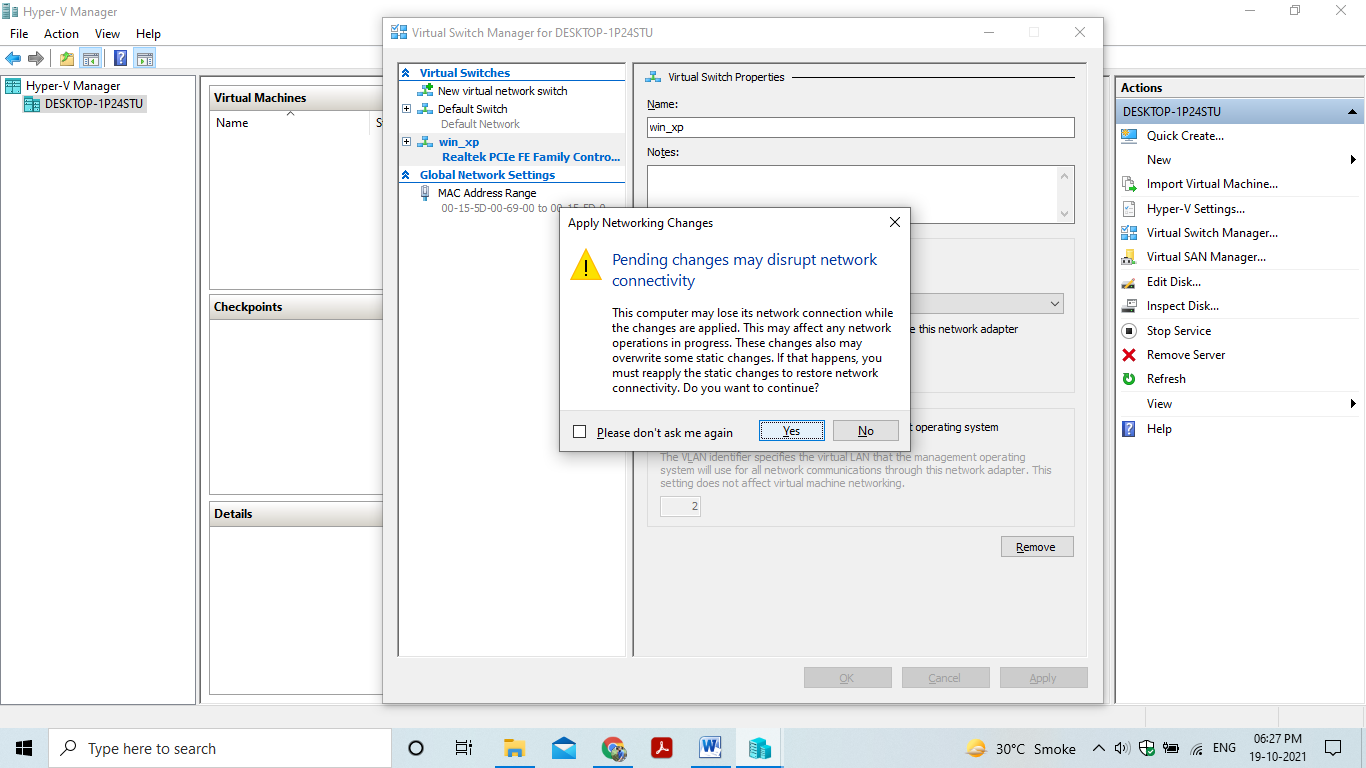 Hyper-V Manager
File Action View Help
Hyper-V Manager
DESKTOP-1P24STU
Virtual Machines
Name S
Checkpoints
Details
Virtual Switch Manager for DESKTOP-1P24STU
Virtual Switches
New virtual network switch
Default Switch
Default Network
win_xp
Realtek PCIe FE Family Contro...
Global Network Settings
MAC Address Range
00-15-5D-00-69-00 to 00-15-5D-0
Virtual Switch Properties
Name:
win_xp
Notes:
e this network adapter
t operating system
The VLAN identifier specifies the virtual LAN that the management operating
system will use for all network communications through this network adapter. This
setting does not affect virtual machine networking.
2
Remove
OK Cancel Apply
Apply Networking Changes
Pending changes may disrupt network
connectivity
This computer may lose its network connection while
the changes are applied. This may affect any network
operations in progress. These changes also may
overwrite some static changes. If that happens, you
must reapply the static changes to restore network
connectivity. Do you want to continue?
Please don't ask me again Yes No
Actions
DESKTOP-1P24STU
Quick Create...
New
Import Virtual Machine...
Hyper-V Settings...
Virtual Switch Manager...
Virtual SAN Manager...
Edit Disk...
Inspect Disk...
Stop Service
Remove Server
Refresh
View
Help
Type here to search
30°C Smoke
ENG
06:27 PM
19-10-2021